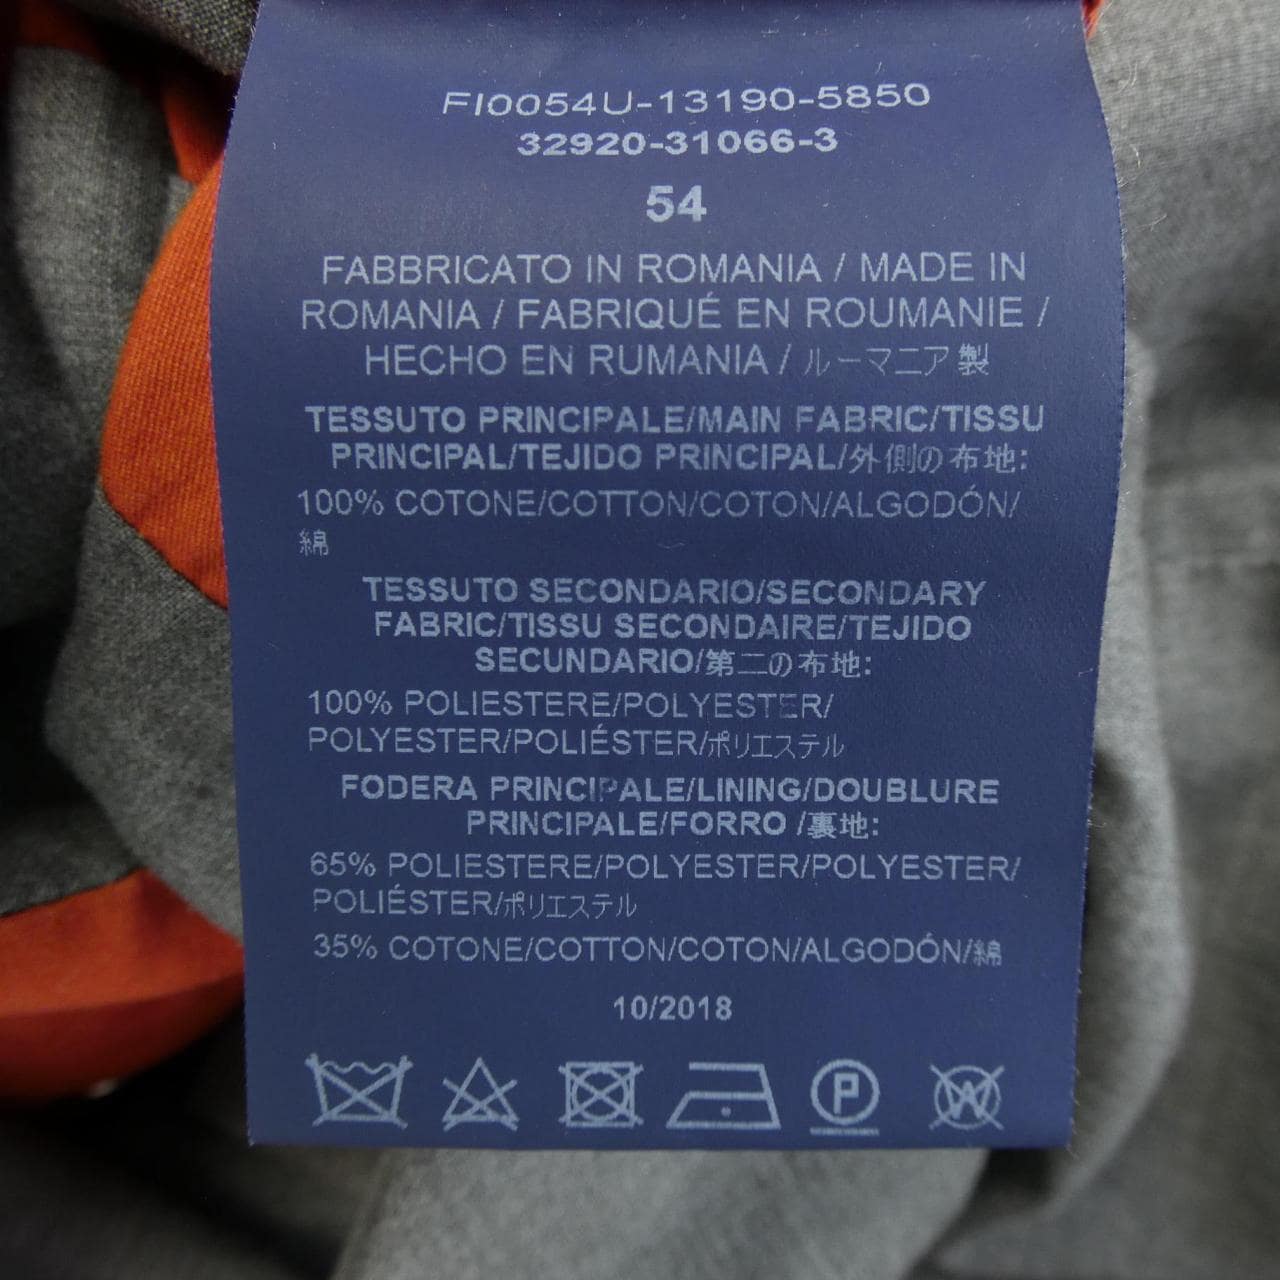 FI0054U-13190-5850
32920-31066-3
54
FABBRICATO IN ROMANIA / MADE IN
ROMANIA / FABRIQUÉ EN ROUMANIE /
HECHO EN RUMANIA / ルーマニア製
TESSUTO PRINCIPALE/MAIN FABRIC/TISSU
PRINCIPAL/TEJIDO PRINCIPAL/外側の布地:
100% COTONE/COTTON/COTON/ALGODÓN/
綿
TESSUTO SECONDARIO/SECONDARY
FABRIC/TISSU SECONDAIRE/TEJIDO
SECUNDARIO/第二の布地:
100% POLIESTERE/POLYESTER/
POLYESTER/POLIÉSTER/ポリエステル
FODERA PRINCIPALE/LINING/DOUBLURE
PRINCIPALE/FORRO /裏地:
65% POLIESTERE/POLYESTER/POLYESTER/
POLIÉSTER/ポリエステル
35% COTONE/COTTON/COTON/ALGODÓN/綿
10/2018
P W